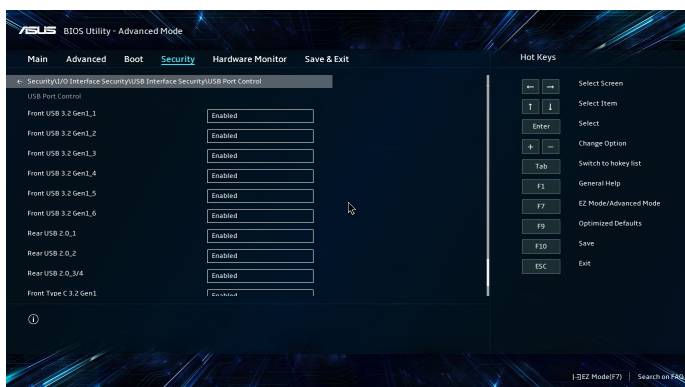 ASUS BIOS Utility - Advanced Mode
Main Advanced Boot Security Hardware Monitor Save & Exit
Hot Keys
← Security\I/O Interface Security\USB Interface Security\USB Port Control
USB Port Control
Front USB 3.2 Gen1_1 Enabled
Front USB 3.2 Gen1_2 Enabled
Front USB 3.2 Gen1_3 Enabled
Front USB 3.2 Gen1_4 Enabled
Front USB 3.2 Gen1_5 Enabled
Front USB 3.2 Gen1_6 Enabled
Rear USB 2.0_1 Enabled
Rear USB 2.0_2 Enabled
Rear USB 2.0_3/4 Enabled
Front Type C 3.2 Gen1 Enabled
← → Select Screen
↑ ↓ Select Item
Enter Select
+ − Change Option
Tab Switch to hokey list
F1 General Help
F7 EZ Mode/Advanced Mode
F9 Optimized Defaults
F10 Save
ESC Exit
EZ Mode(F7) | Search on FAQ